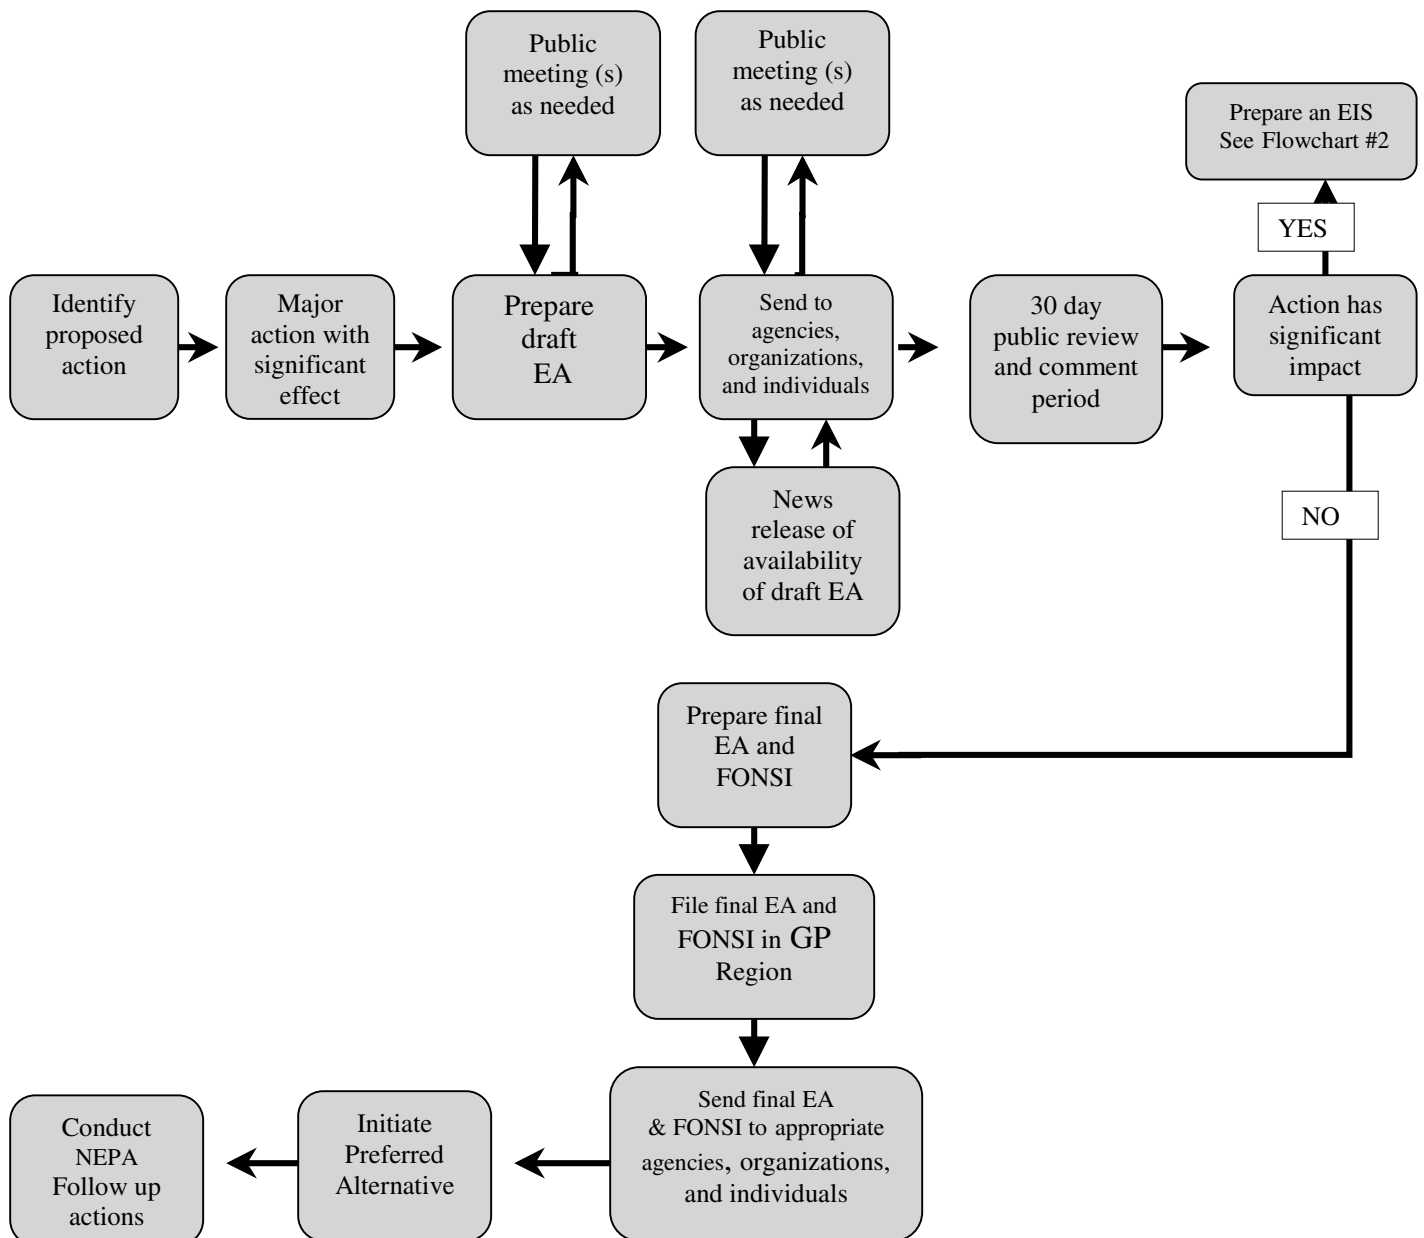 Public
meeting (s)
as needed
Public
meeting (s)
as needed
Prepare an EIS
See Flowchart #2
YES
Identify
proposed
action
Major
action with
significant
effect
Prepare
draft
EA
Send to
agencies,
organizations,
and individuals
30 day
public review
and comment
period
Action has
significant
impact
News
release of
availability
of draft EA
NO
Prepare final
EA and
FONSI
File final EA and
FONSI in GP
Region
Send final EA
& FONSI to appropriate
agencies, organizations,
and individuals
Initiate
Preferred
Alternative
Conduct
NEPA
Follow up
actions